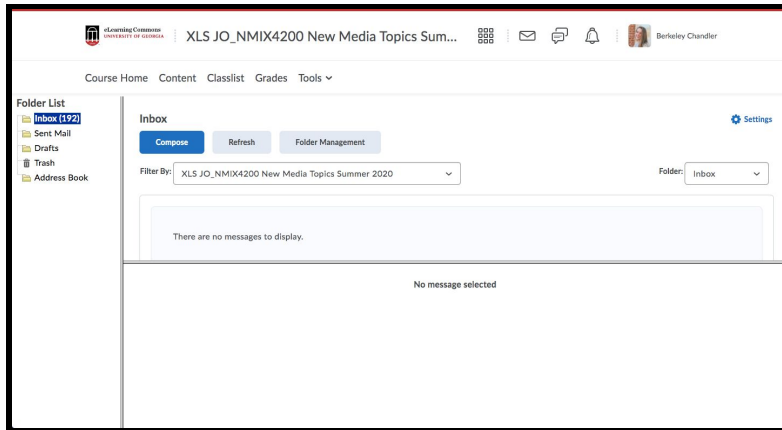 eLearning Commons
UNIVERSITY OF GEORGIA
XLS JO_NMIX4200 New Media Topics Sum...
Berkeley Chandler
Course Home Content Classlist Grades Tools
Folder List
Inbox (192)
Sent Mail
Drafts
Trash
Address Book
Inbox
Settings
Compose Refresh Folder Management
Filter By: XLS JO_NMIX4200 New Media Topics Summer 2020 Folder: Inbox
There are no messages to display.
No message selected